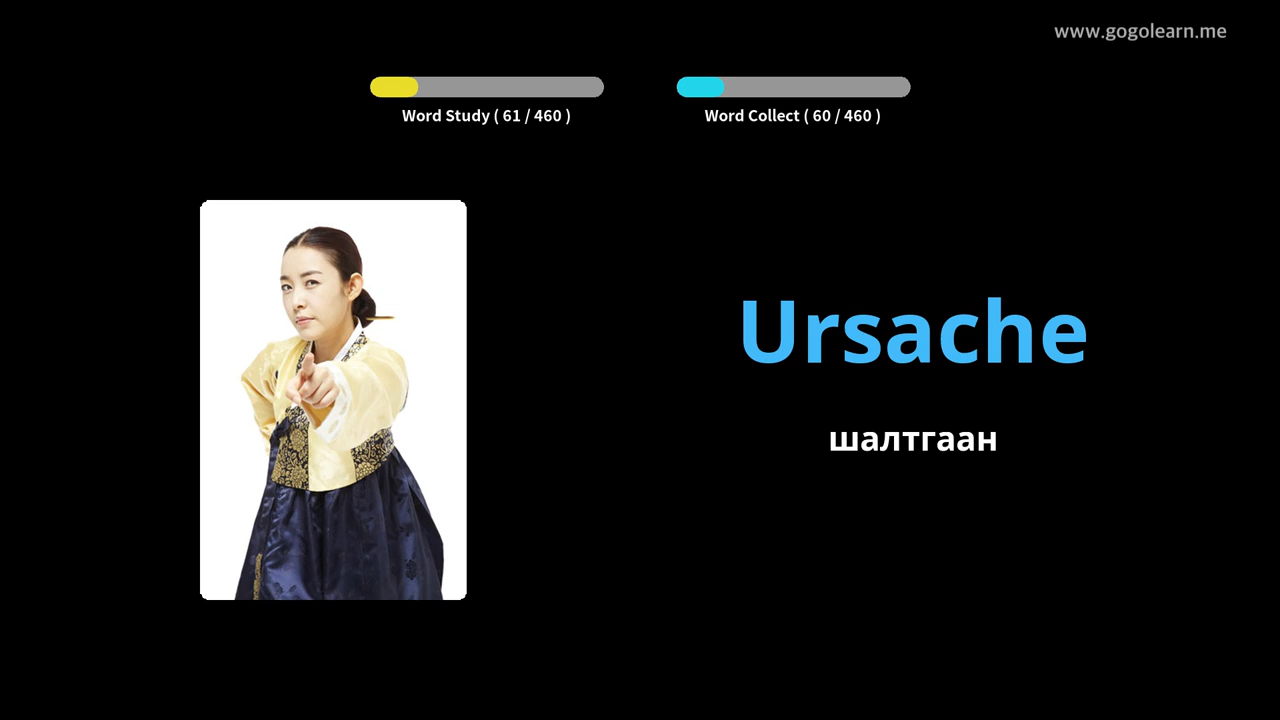 www.gogolearn.me
Word Study ( 61 / 460 )
Word Collect ( 60 / 460 )
Ursache
шалтгаан